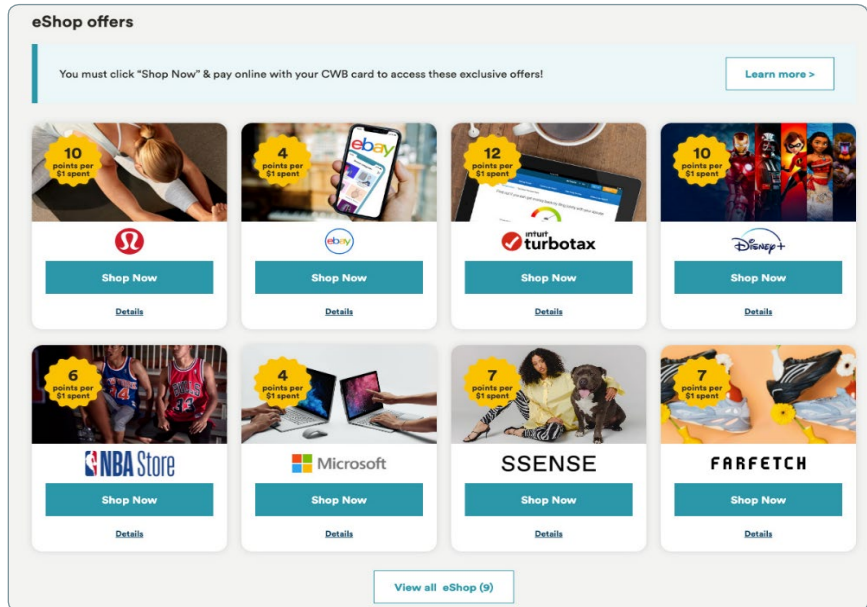 eShop offers
You must click "Shop Now" & pay online with your CWB card to access these exclusive offers!
Learn more >
10
points per
$1 spent
Shop Now
Details
4
points per
$1 spent
ebay
ebay
Shop Now
Details
12
points per
$1 spent
intuit
turbotax
Shop Now
Details
10
points per
$1 spent
Disney+
Shop Now
Details
6
points per
$1 spent
BULLS
33
NBA Store
Shop Now
Details
4
points per
$1 spent
Microsoft
Shop Now
Details
7
points per
$1 spent
SSENSE
Shop Now
Details
7
points per
$1 spent
FARFETCH
Shop Now
Details
View all eShop (9)